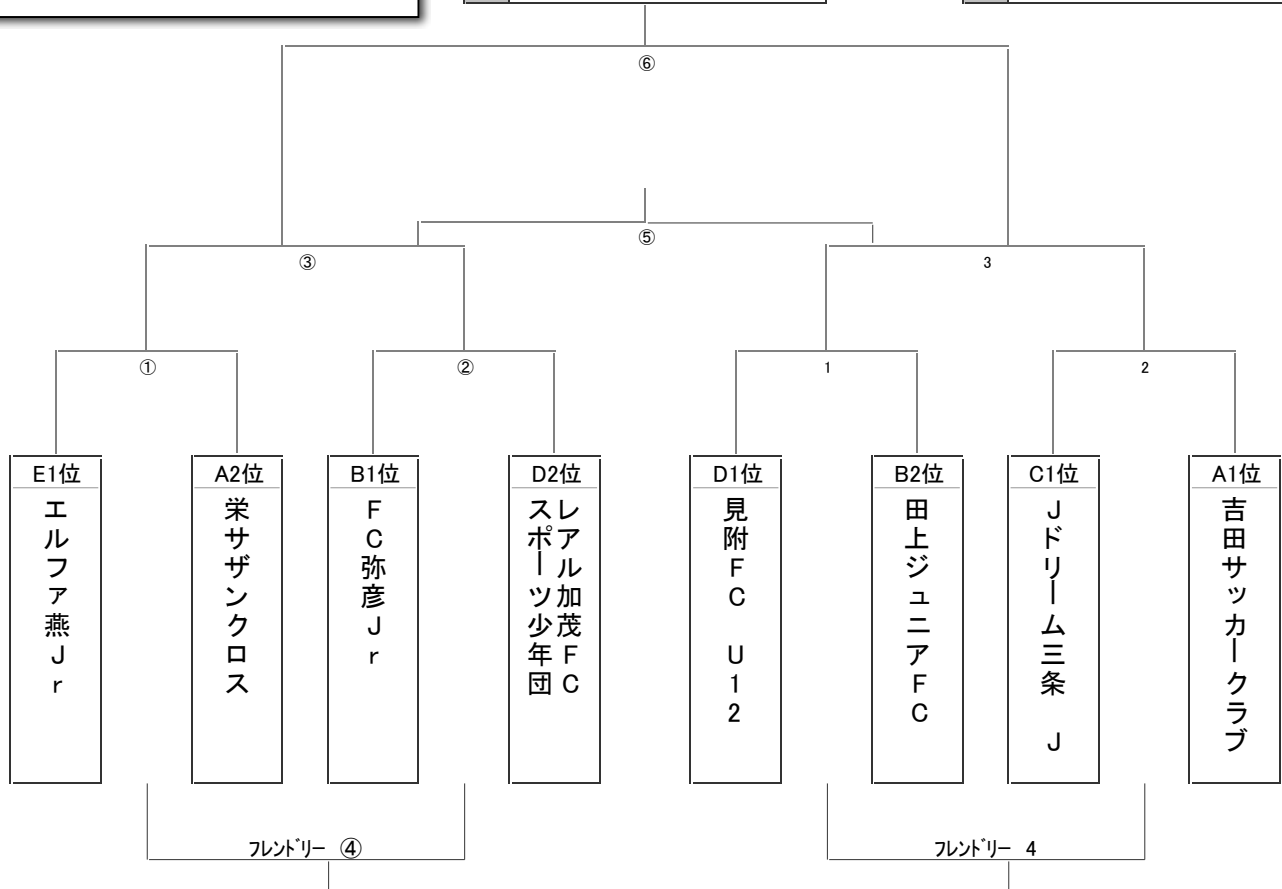 ⑥
⑤
③
3
①
②
1
2
E1位
エルファ燕Jr
A2位
栄サザンクロス
B1位
FC弥彦Jr
D2位
レアル加茂FC
スポーツ少年団
D1位
見附FC U12
B2位
田上ジュニアFC
C1位
Jドリーム三条 J
A1位
吉田サッカークラブ
フレンドリー ④
フレンドリー 4